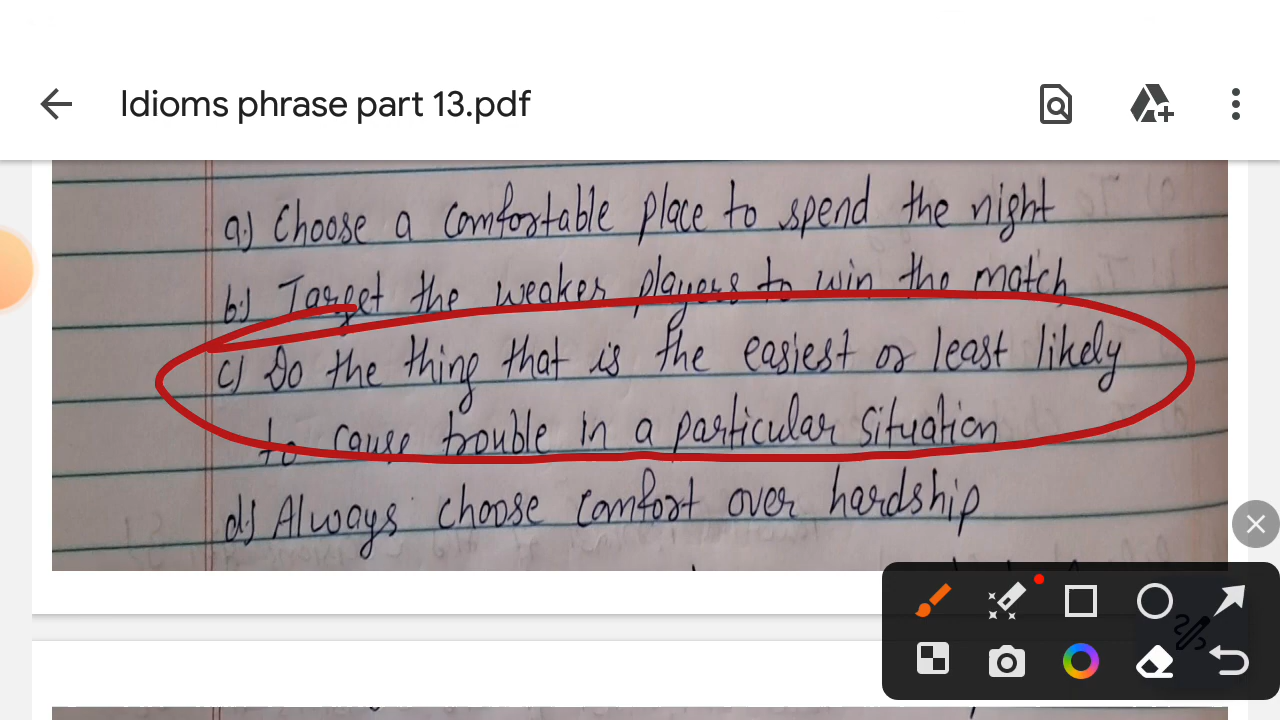 Idioms phrase part 13.pdf
a) Choose a comfortable place to spend the night
b) Target the weaker players to win the match
c) Do the thing that is the easiest or least likely
to cause trouble in a particular situation
d) Always choose comfort over hardship